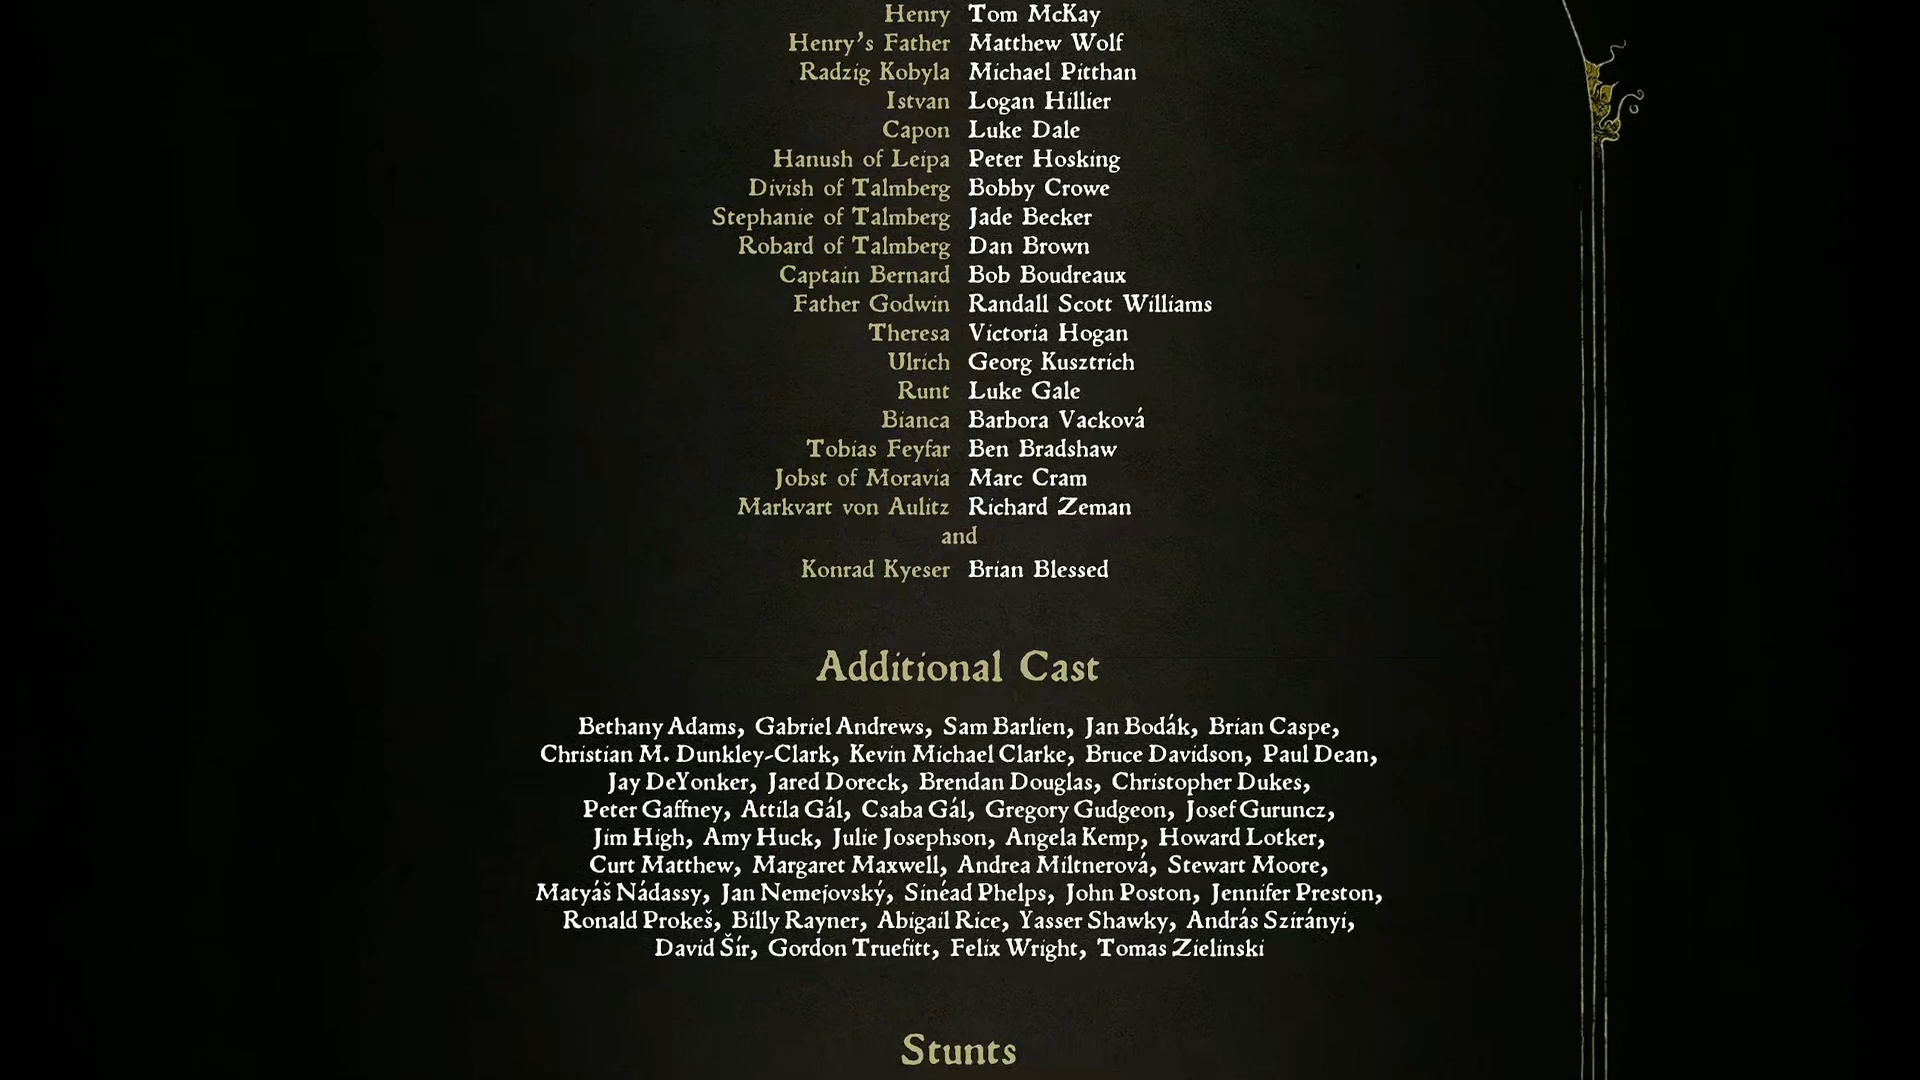 Henry Tom McKay
Henry's Father Matthew Wolf
Radzig Kobyla Michael Pitthan
Istvan Logan Hillier
Capon Luke Dale
Hanush of Leipa Peter Hosking
Divish of Talmberg Bobby Crowe
Stephanie of Talmberg Jade Becker
Robard of Talmberg Dan Brown
Captain Bernard Bob Boudreaux
Father Godwin Randall Scott Williams
Theresa Victoria Hogan
Ulrich Georg Kusztrich
Runt Luke Gale
Bianca Barbora Vacková
Tobias Feyfar Ben Bradshaw
Jobst of Moravia Marc Cram
Markvart von Aulitz Richard Zeman
and
Konrad Kyeser Brian Blessed
Additional Cast
Bethany Adams, Gabriel Andrews, Sam Barlien, Jan Bodák, Brian Caspe,
Christian M. Dunkley-Clark, Kevin Michael Clarke, Bruce Davidson, Paul Dean,
Jay DeYonker, Jared Doreck, Brendan Douglas, Christopher Dukes,
Peter Gaffney, Attila Gál, Csaba Gál, Gregory Gudgeon, Josef Guruncz,
Jim High, Amy Huck, Julie Josephson, Angela Kemp, Howard Lotker,
Curt Matthew, Margaret Maxwell, Andrea Miltnerová, Stewart Moore,
Matyáš Nádassy, Jan Nemejovský, Sinéad Phelps, John Poston, Jennifer Preston,
Ronald Prokeš, Billy Rayner, Abigail Rice, Yasser Shawky, András Szirányi,
David Šír, Gordon Truefitt, Felix Wright, Tomas Zielinski
Stunts